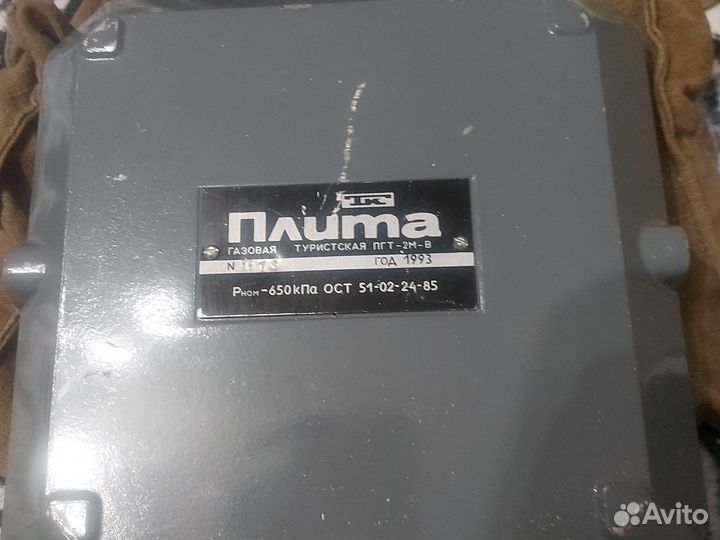 Плита
ГАЗОВАЯ ТУРИСТСКАЯ ПГТ-2М-В
N ГОД 1993
Рном-650кПа ОСТ 51-02-24-85
Avito